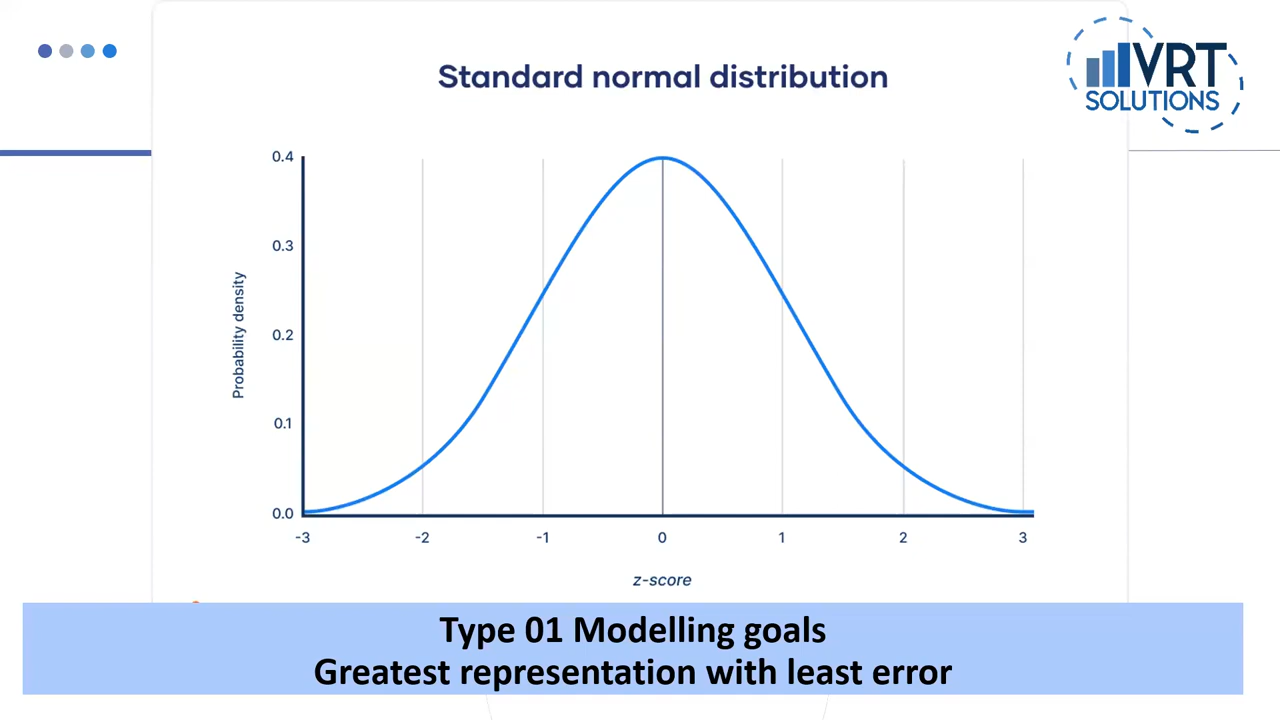 Standard normal distribution
VRT
SOLUTIONS
0.4
0.3
0.2
0.1
0.0
Probability density
-3 -2 -1 0 1 2 3
z-score
Type 01 Modelling goals
Greatest representation with least error